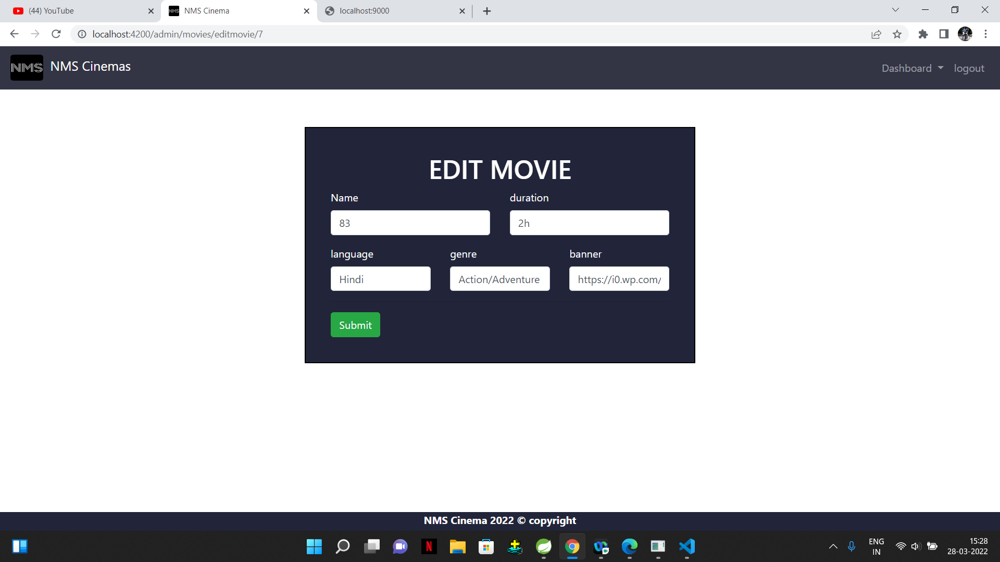 (44) YouTube
NMS NMS Cinema
localhost:9000
localhost:4200/admin/movies/editmovie/7
NMS NMS Cinemas
Dashboard logout
EDIT MOVIE
Name duration
83 2h
language genre banner
Hindi Action/Adventure https://i0.wp.com/
Submit
NMS Cinema 2022 © copyright
N
ENG 15:28
IN 28-03-2022